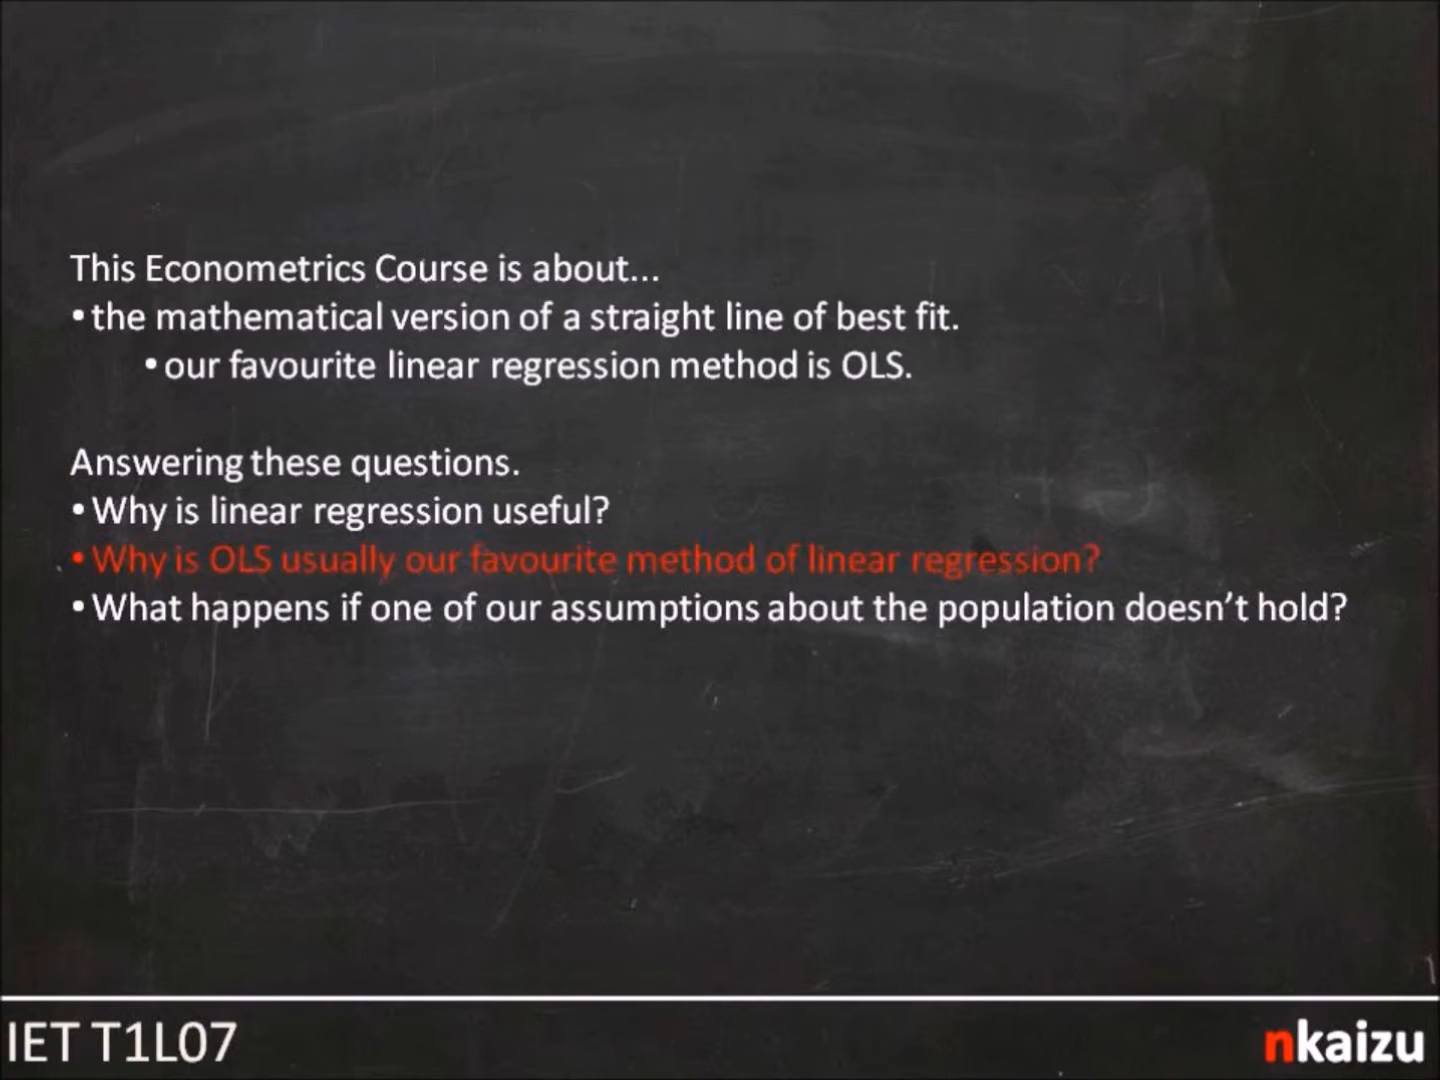 This Econometrics Course is about...
• the mathematical version of a straight line of best fit.
• our favourite linear regression method is OLS.
Answering these questions.
• Why is linear regression useful?
• Why is OLS usually our favourite method of linear regression?
• What happens if one of our assumptions about the population doesn’t hold?
IET T1L07
nkaizu